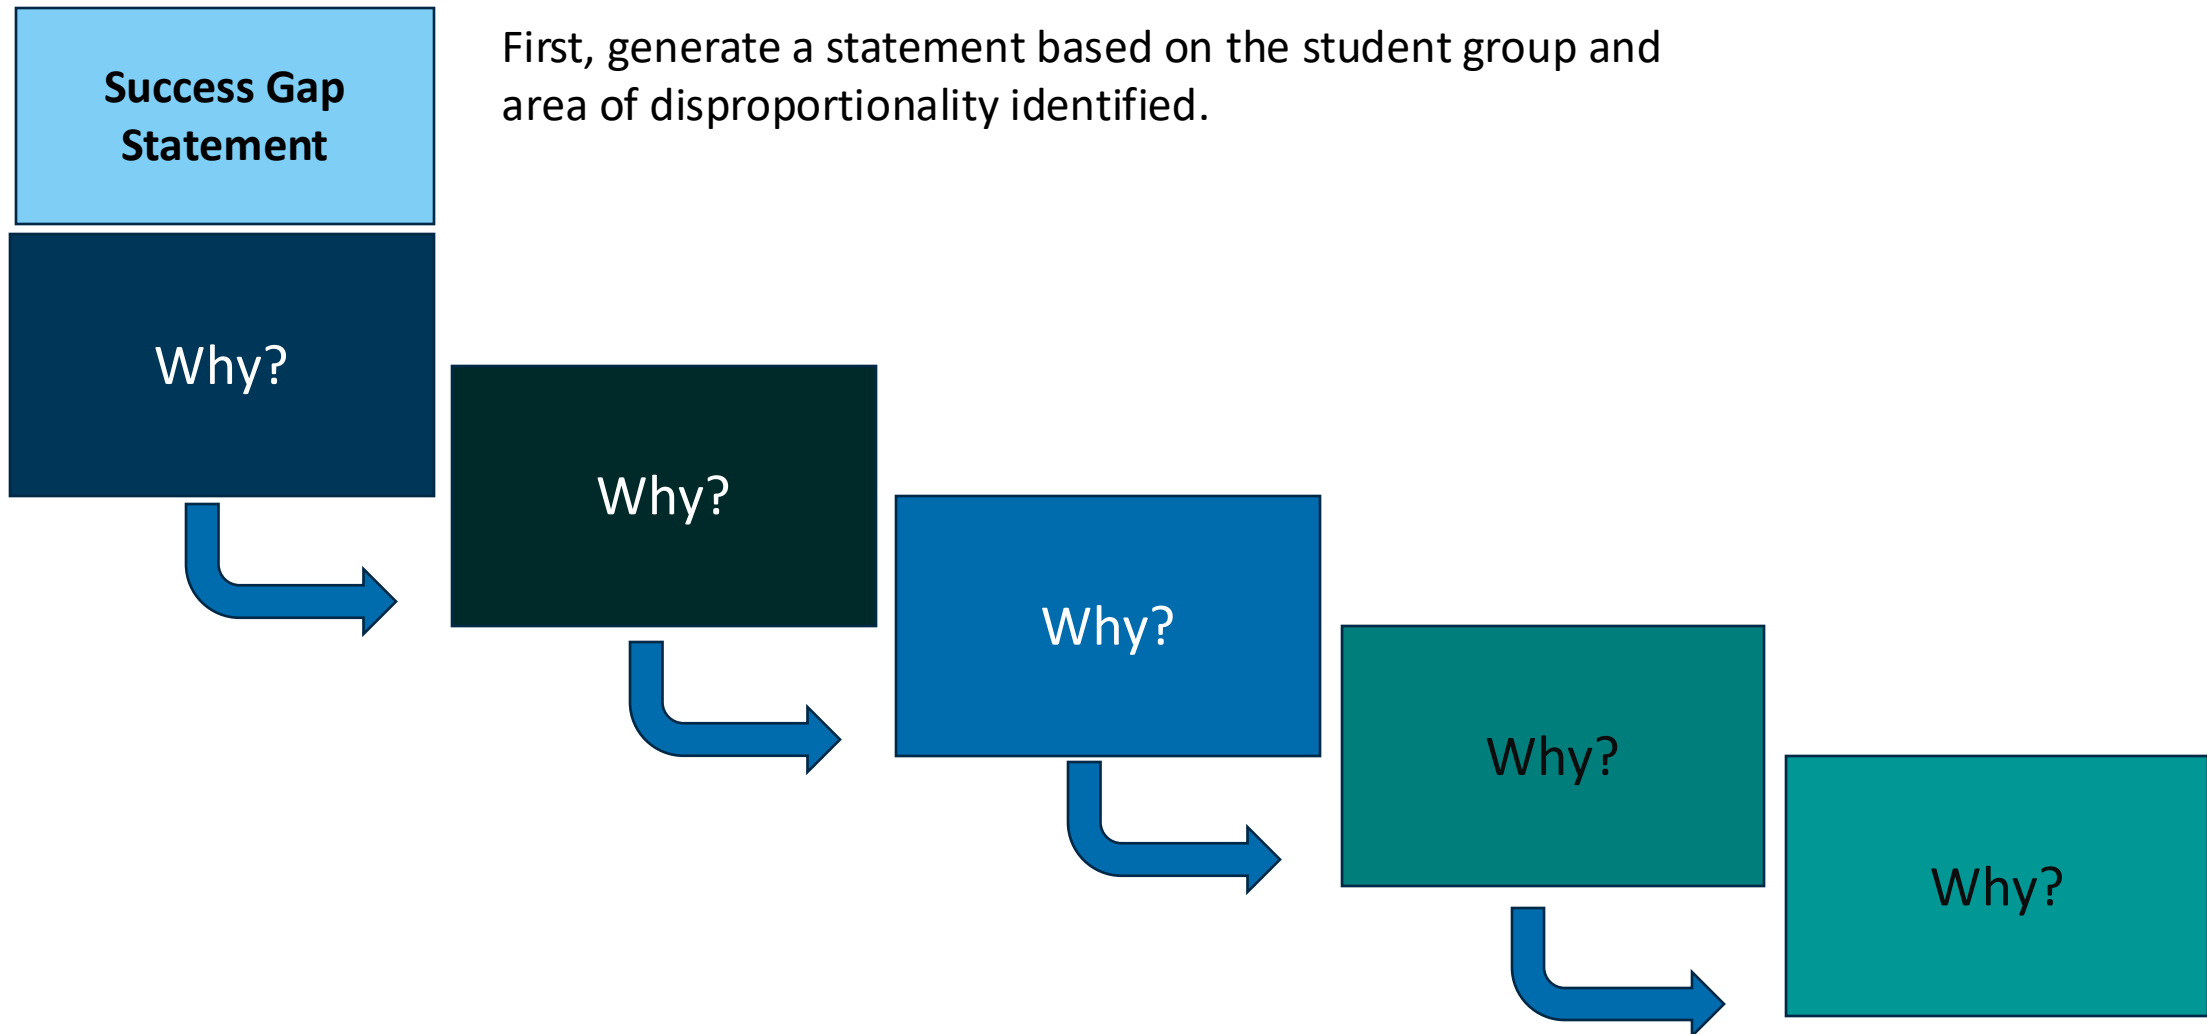 Success Gap
Statement
First, generate a statement based on the student group and
area of disproportionality identified.
Why?
Why?
Why?
Why?
Why?